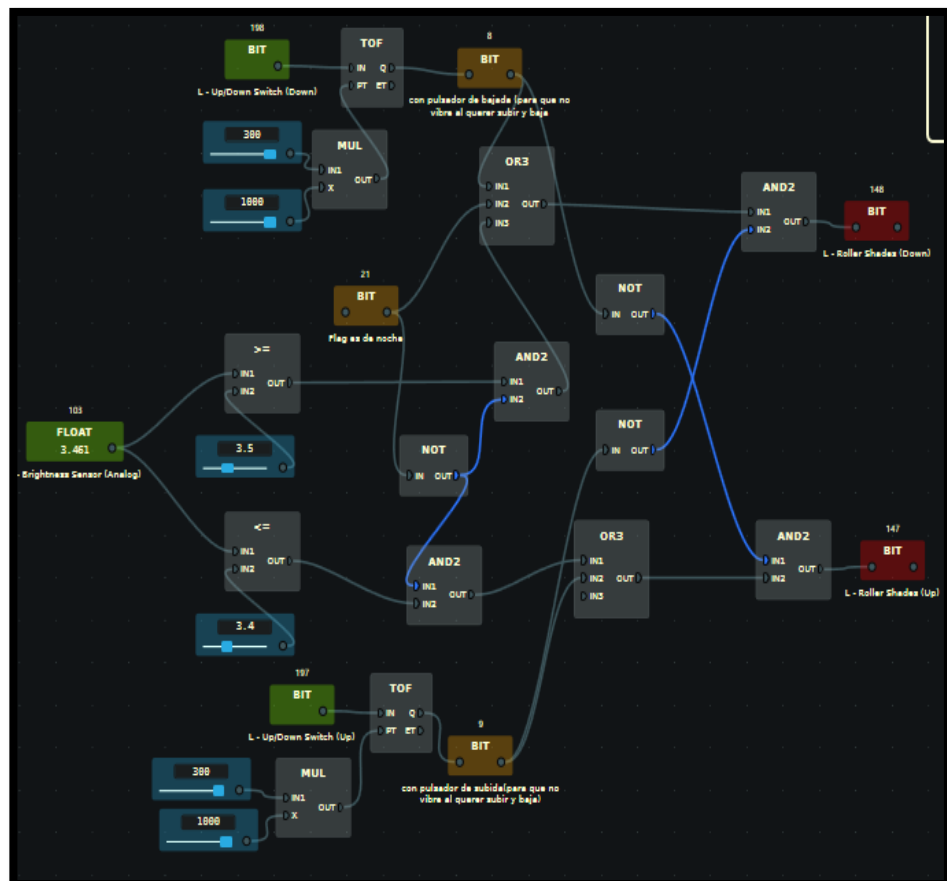 198
BIT
L - Up/Down Switch (Down)
TOF
IN Q
PT ET
8
BIT
con pulsador de bajada (para que no
vibre al querer subir y baja
300
1000
MUL
IN1
X
OUT
OR3
IN1
IN2
IN3
OUT
AND2
IN1
IN2
OUT
148
BIT
L - Roller Shades (Down)
21
BIT
Flag es de noche
NOT
IN OUT
>=
IN1
IN2
OUT
AND2
IN1
IN2
OUT
103
FLOAT
3.461
- Brightness Sensor (Analog)
3.5
NOT
IN OUT
NOT
IN OUT
<=
IN1
IN2
OUT
3.4
AND2
IN1
IN2
OUT
OR3
IN1
IN2
IN3
OUT
AND2
IN1
IN2
OUT
147
BIT
L - Roller Shades (Up)
197
BIT
L - Up/Down Switch (Up)
TOF
IN Q
PT ET
9
BIT
con pulsador de subida(para que no
vibre al querer subir y baja)
300
1000
MUL
IN1
X
OUT